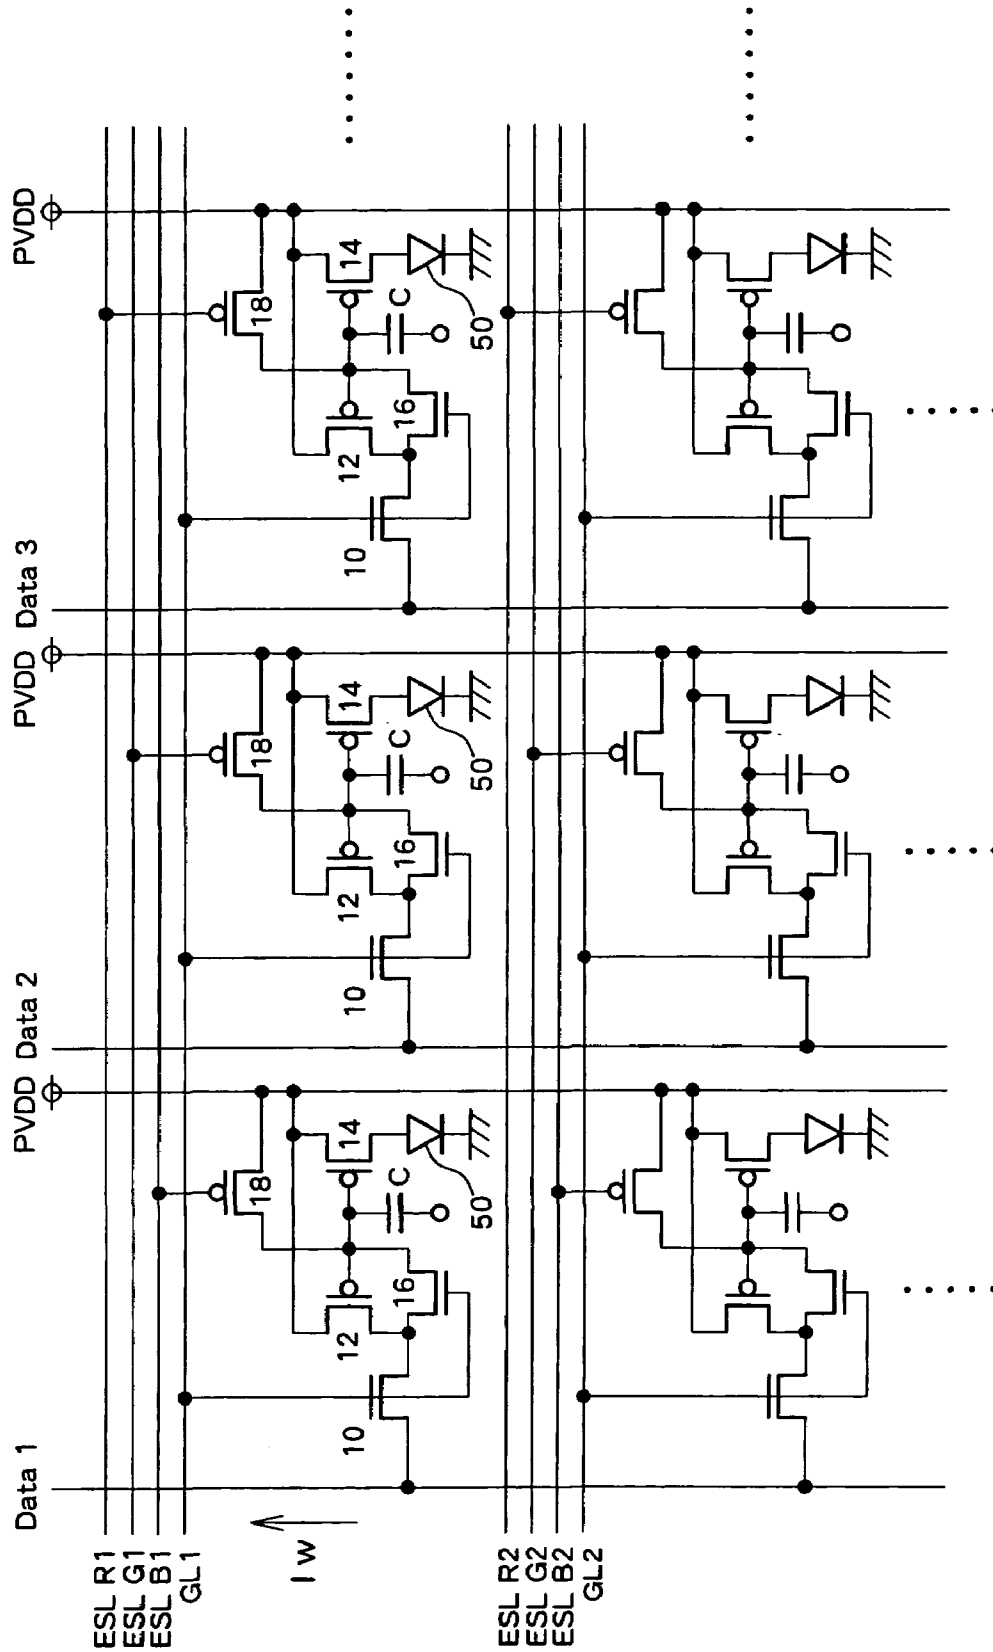 PVDD
Data 3
PVDD
Data 2
PVDD
Data 1
ESL R1
ESL G1
ESL B1
GL1
18
14
C
50
12
16
10
18
14
C
50
12
16
10
18
14
C
50
12
16
10
I w
ESL R2
ESL G2
ESL B2
GL2